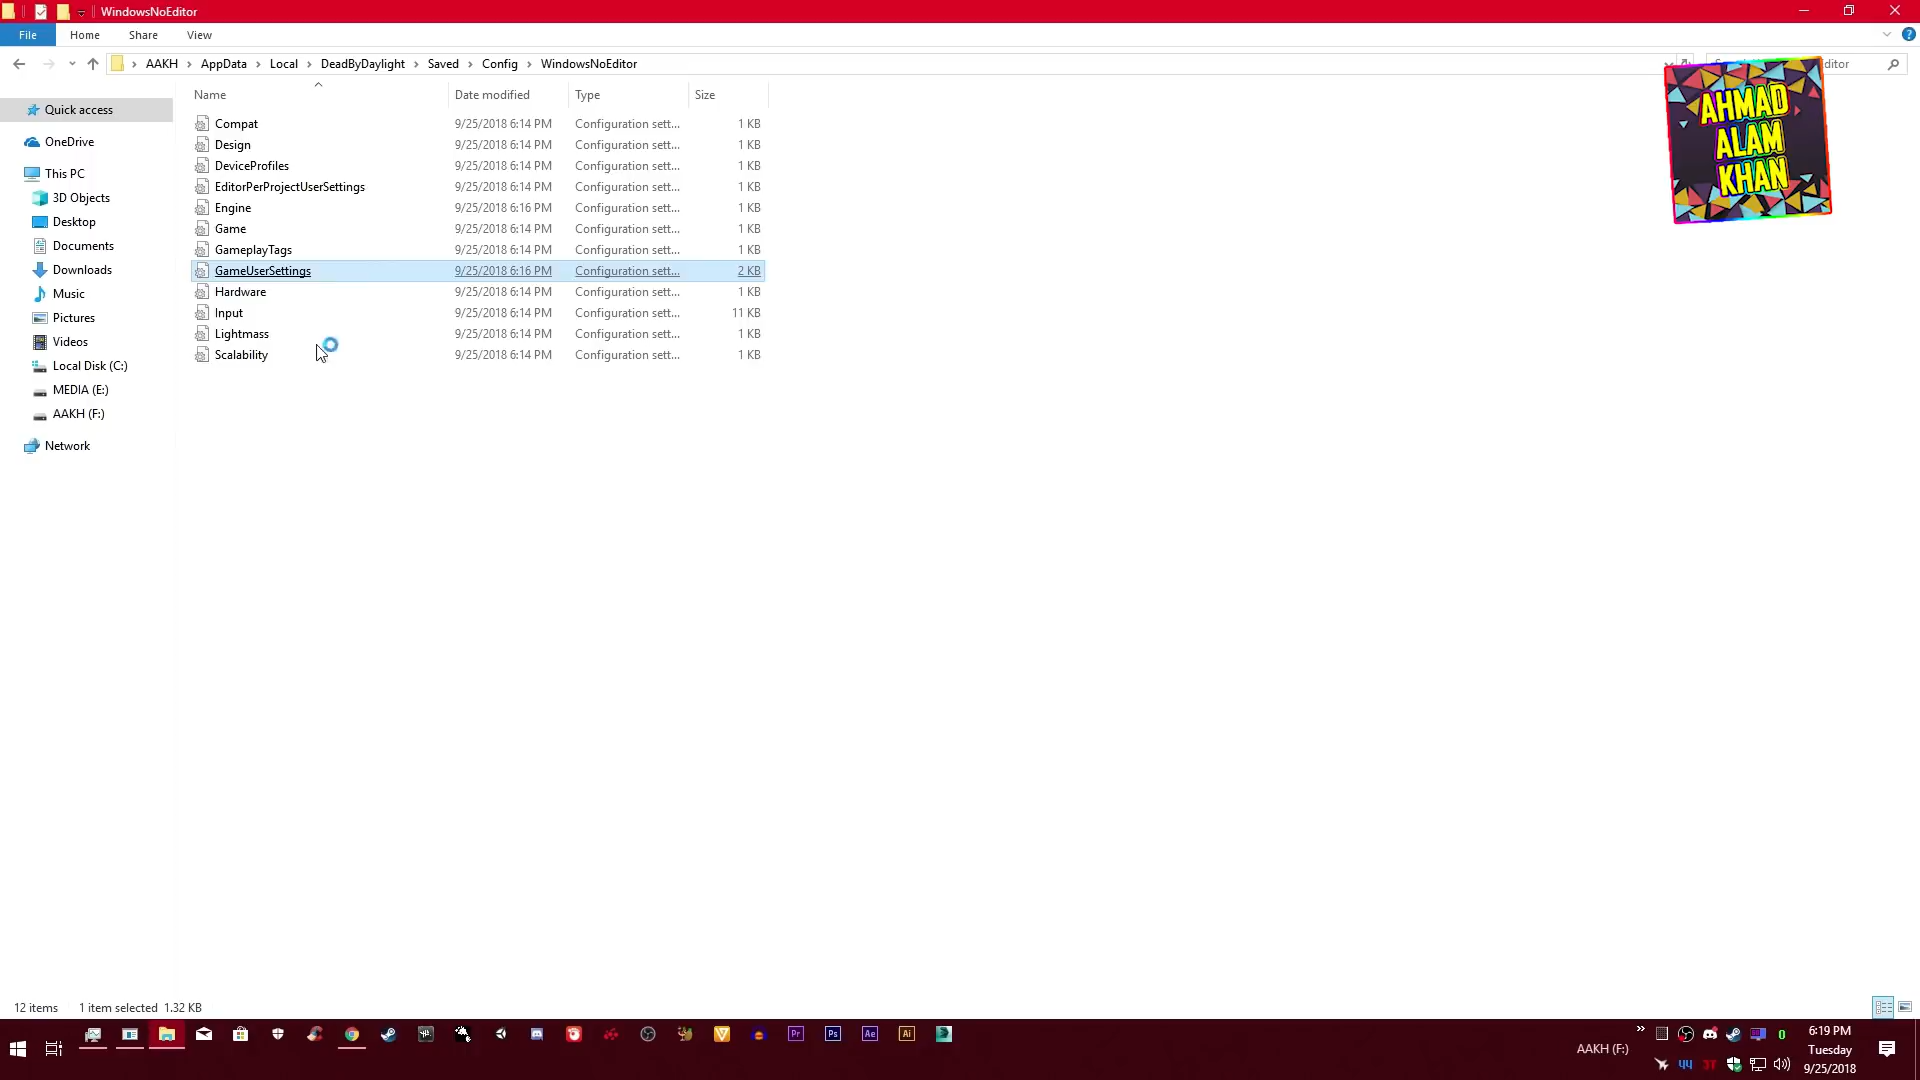 WindowsNoEditor
File Home Share View
AAKH AppData Local DeadByDaylight Saved Config WindowsNoEditor
ditor
AHMAD
ALAM
KHAN
Name Date modified Type Size
Quick access
OneDrive
This PC
3D Objects
Desktop
Documents
Downloads
Music
Pictures
Videos
Local Disk (C:)
MEDIA (E:)
AAKH (F:)
Network
Compat 9/25/2018 6:14 PM Configuration sett... 1 KB
Design 9/25/2018 6:14 PM Configuration sett... 1 KB
DeviceProfiles 9/25/2018 6:14 PM Configuration sett... 1 KB
EditorPerProjectUserSettings 9/25/2018 6:14 PM Configuration sett... 1 KB
Engine 9/25/2018 6:16 PM Configuration sett... 1 KB
Game 9/25/2018 6:14 PM Configuration sett... 1 KB
GameplayTags 9/25/2018 6:14 PM Configuration sett... 1 KB
GameUserSettings 9/25/2018 6:16 PM Configuration sett... 2 KB
Hardware 9/25/2018 6:14 PM Configuration sett... 1 KB
Input 9/25/2018 6:14 PM Configuration sett... 11 KB
Lightmass 9/25/2018 6:14 PM Configuration sett... 1 KB
Scalability 9/25/2018 6:14 PM Configuration sett... 1 KB
12 items 1 item selected 1.32 KB
Pr Ps Ae Ai
AAKH (F:)
0
44
6:19 PM
Tuesday
9/25/2018